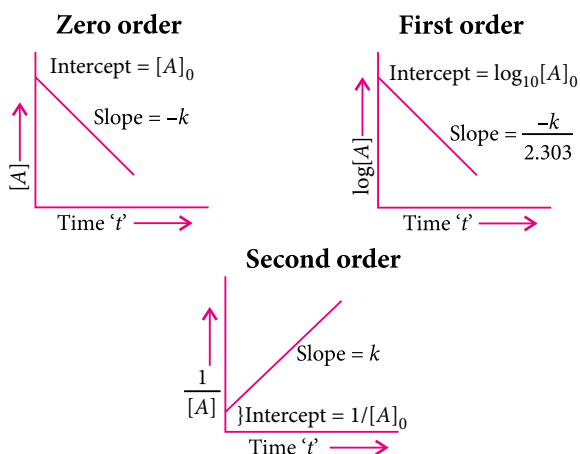 Zero order
Intercept = [A]₀
Slope = –k
[A]
Time ‘t’
First order
Intercept = log₁₀[A]₀
Slope = –k/2.303
log[A]
Time ‘t’
Second order
Slope = k
1/[A]
}Intercept = 1/[A]₀
Time ‘t’